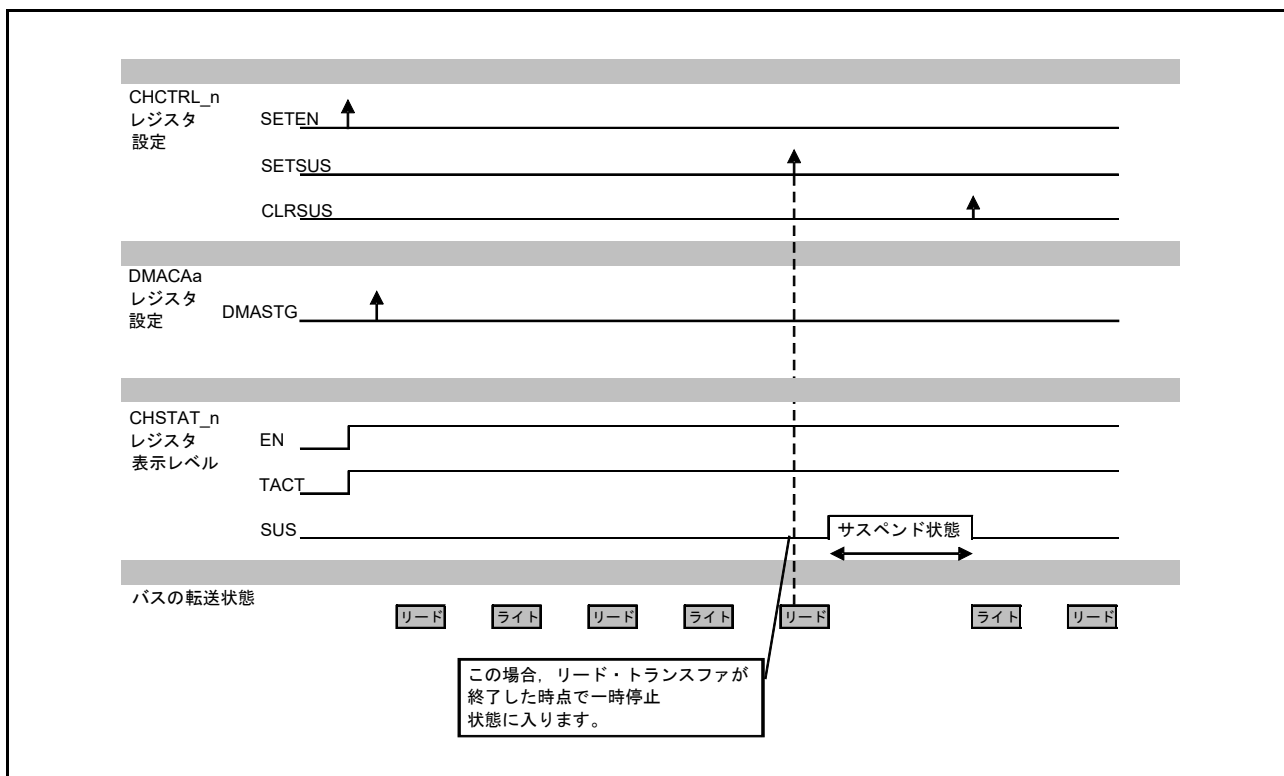 CHCTRL_n
レジスタ
設定
SETEN
SETSUS
CLRSUS
DMACAa
レジスタ
設定
DMASTG
CHSTAT_n
レジスタ
表示レベル
EN
TACT
SUS
サスペンド状態
バスの転送状態
リード ライト リード ライト リード ライト リード
この場合，リード・トランスファが
終了した時点で一時停止
状態に入ります。